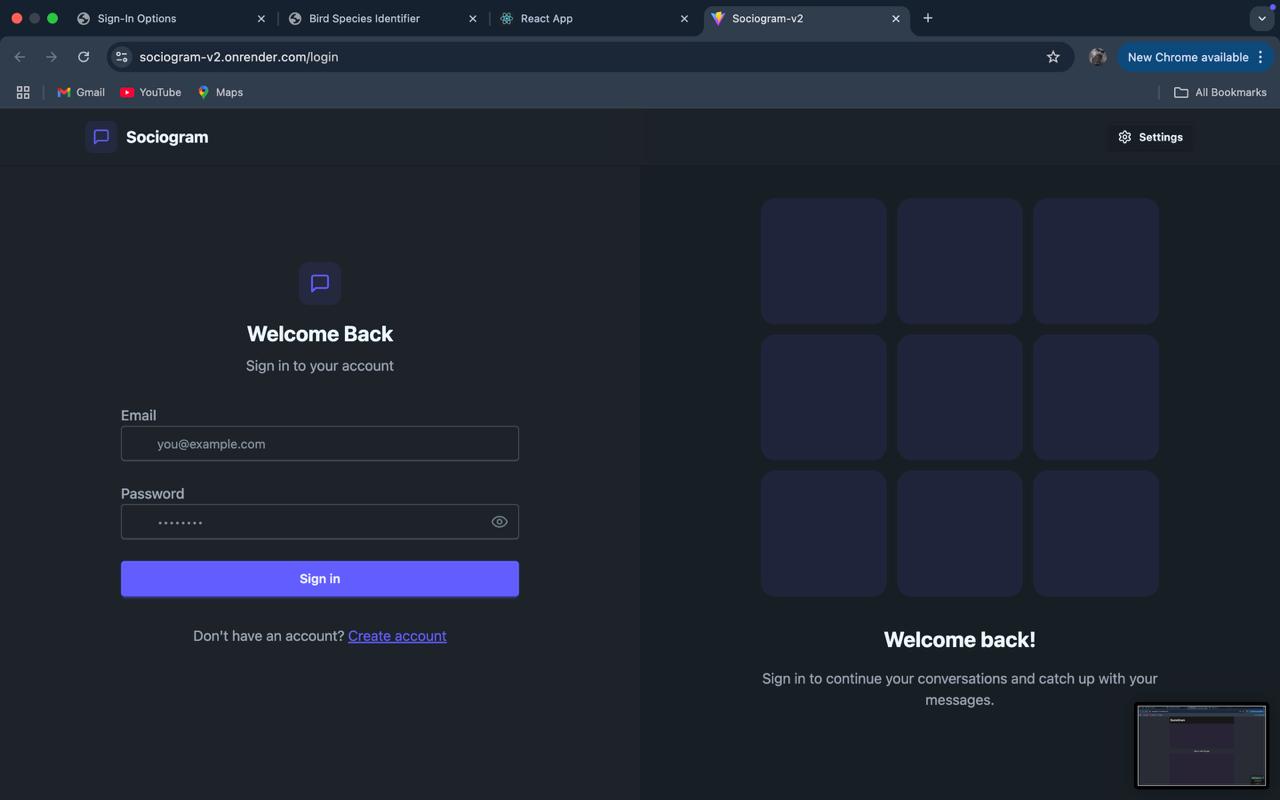 Sign-In Options
Bird Species Identifier
React App
Sociogram-v2
sociogram-v2.onrender.com/login
New Chrome available
Gmail
YouTube
Maps
All Bookmarks
Sociogram
Settings
Welcome Back
Sign in to your account
Email
you@example.com
Password
Sign in
Don't have an account? Create account
Welcome back!
Sign in to continue your conversations and catch up with your
messages.